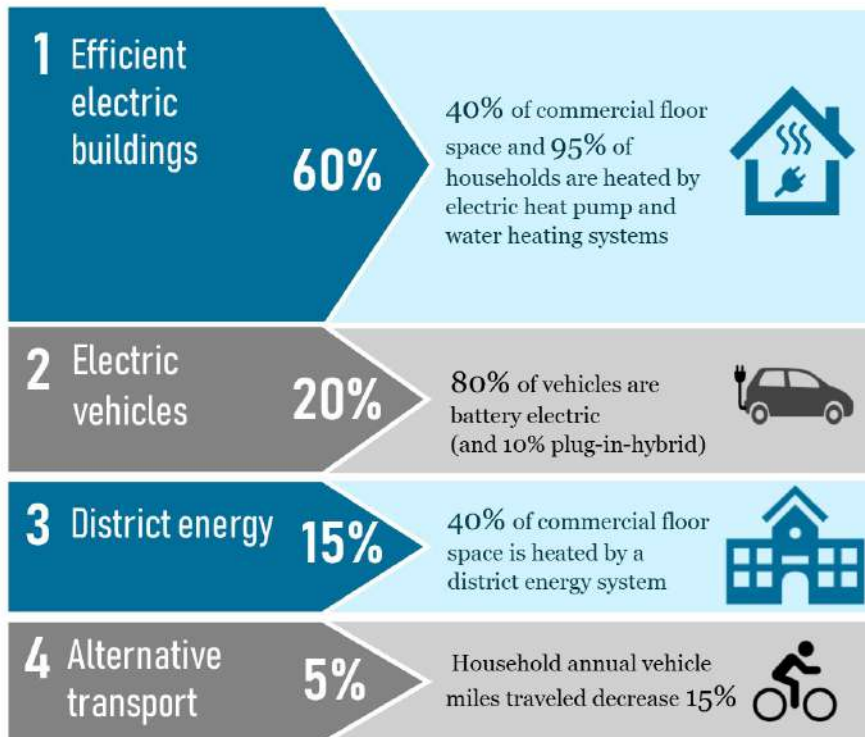 1 Efficient
electric
buildings
60%
40% of commercial floor
space and 95% of
households are heated by
electric heat pump and
water heating systems
2 Electric
vehicles
20%
80% of vehicles are
battery electric
(and 10% plug-in-hybrid)
3 District energy
15%
40% of commercial floor
space is heated by a
district energy system
4 Alternative
transport
5%
Household annual vehicle
miles traveled decrease 15%